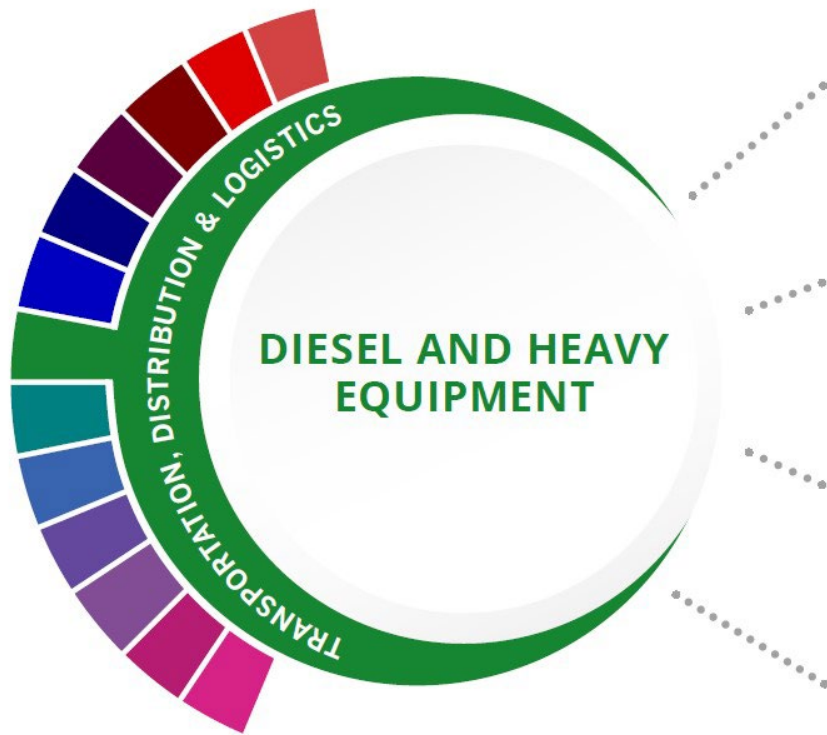 TRANSPORTATION, DISTRIBUTION & LOGISTICS
DIESEL AND HEAVY
EQUIPMENT